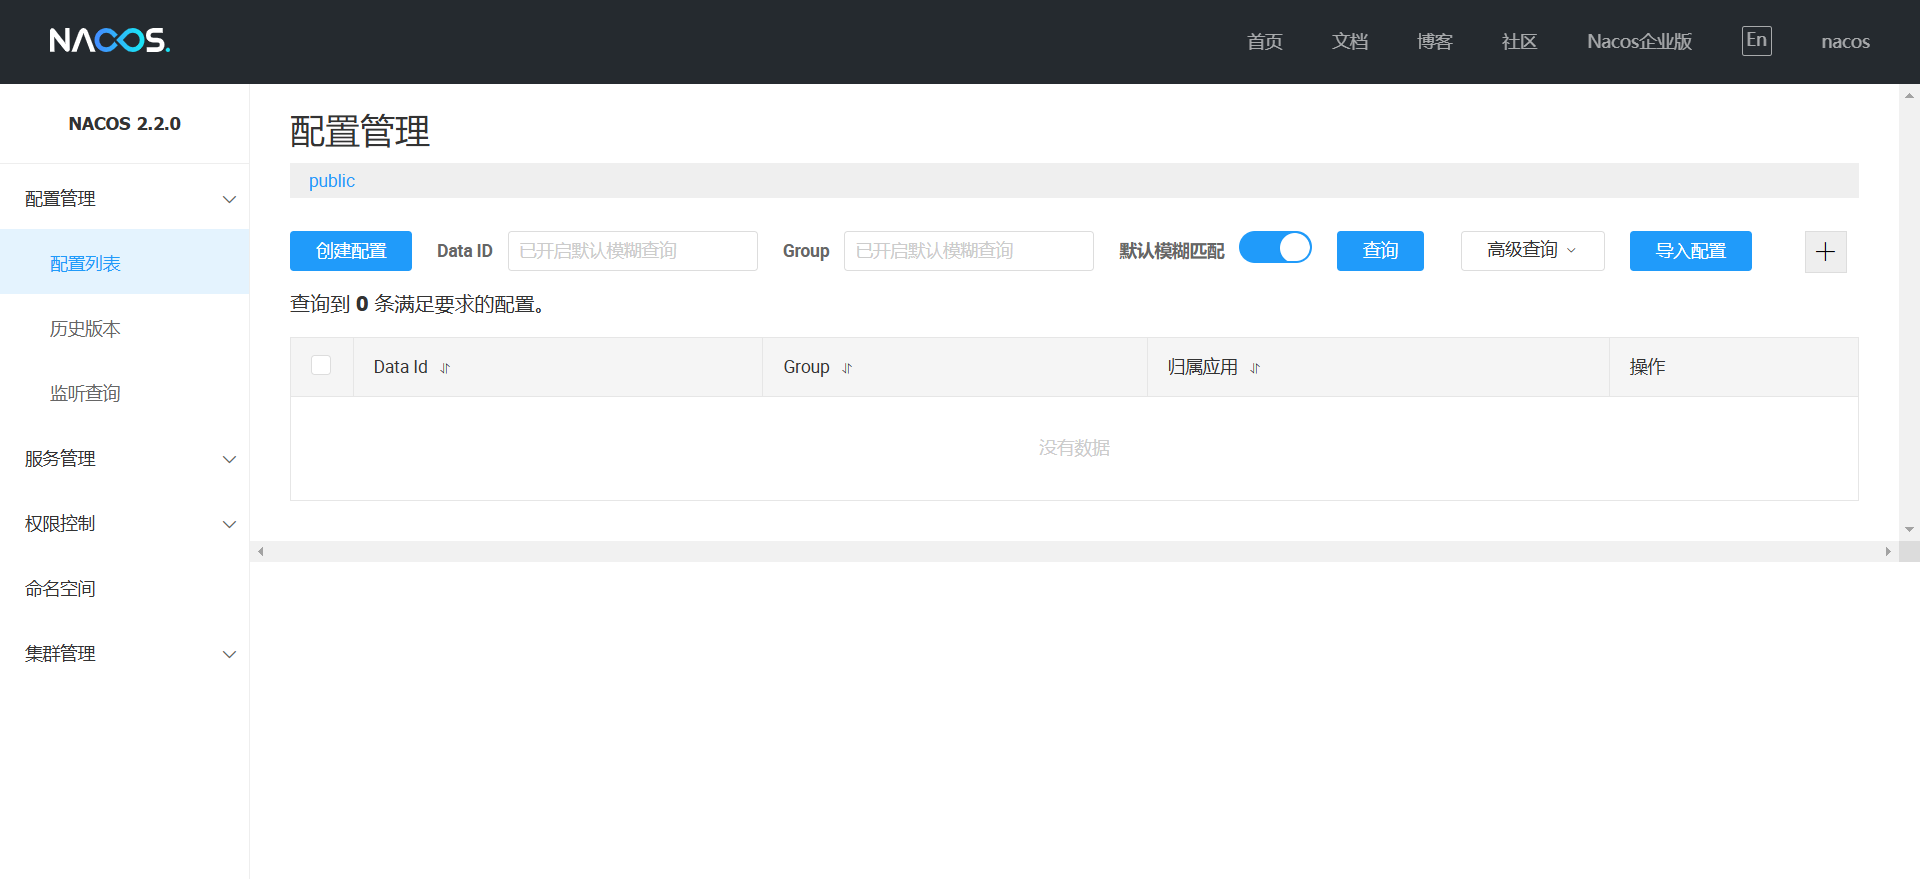 NACOS.
首页 文档 博客 社区 Nacos企业版 En nacos
NACOS 2.2.0
配置管理
配置列表
历史版本
监听查询
服务管理
权限控制
命名空间
集群管理
配置管理
public
创建配置 Data ID 已开启默认模糊查询 Group 已开启默认模糊查询 默认模糊匹配 查询 高级查询 导入配置
查询到 0 条满足要求的配置。
Data Id Group 归属应用 操作
没有数据